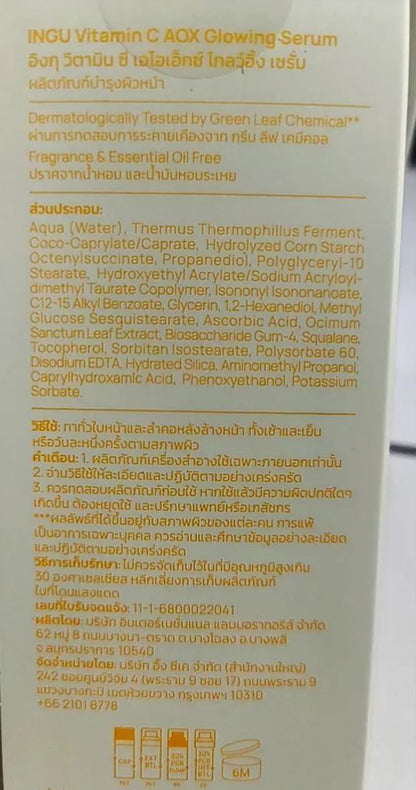 INGU Vitamin C AOX Glowing Serum
อิงกุ วิตามิน ซี เอโอเอ็กซ์ โกลว์อิ้ง เซรั่ม
ผลิตภัณฑ์บำรุงผิวหน้า
Dermatologically Tested by Green Leaf Chemical**
ผ่านการทดสอบการระคายเคืองจาก กรีน ลีฟ เคมีคอล
Fragrance & Essential Oil Free
ปราศจากน้ำหอม และน้ำมันหอมระเหย
ส่วนประกอบ:
Aqua (Water), Thermus Thermophillus Ferment,
Coco-Caprylate/Caprate, Hydrolyzed Corn Starch
Octenylsuccinate, Propanediol, Polyglyceryl-10
Stearate, Hydroxyethyl Acrylate/Sodium Acryloyl-
dimethyl Taurate Copolymer, Isononyl Isononanoate,
C12-15 Alkyl Benzoate, Glycerin, 1,2-Hexanediol, Methyl
Glucose Sesquistearate, Ascorbic Acid, Ocimum
Sanctum Leaf Extract, Biosaccharide Gum-4, Squalane,
Tocopherol, Sorbitan Isostearate, Polysorbate 60,
Disodium EDTA, Hydrated Silica, Aminomethyl Propanol,
Caprylhydroxamic Acid, Phenoxyethanol, Potassium
Sorbate.
วิธีใช้: ทาทั่วใบหน้าและลำคอหลังล้างหน้า ทั้งเช้าและเย็น
หรือวันละหนึ่งครั้งตามสภาพผิว
คำเตือน: 1. ผลิตภัณฑ์เครื่องสำอางใช้เฉพาะภายนอกเท่านั้น
2. อ่านวิธีใช้ให้ละเอียดและปฏิบัติตามอย่างเคร่งครัด
3. ควรทดสอบผลิตภัณฑ์ก่อนใช้ หากใช้แล้วมีความผิดปกติใดๆ
เกิดขึ้น ต้องหยุดใช้ และปรึกษาแพทย์หรือเภสัชกร
***ผลลัพธ์ที่ได้ขึ้นอยู่กับสภาพผิวของแต่ละคน การแพ้
เป็นอาการเฉพาะบุคคล ควรอ่านและศึกษาข้อมูลอย่างละเอียด
และปฏิบัติตามอย่างเคร่งครัด
วิธีการเก็บรักษา: ไม่ควรจัดเก็บไว้ในที่มีอุณหภูมิสูงเกิน
30 องศาเซลเซียส หลีกเลี่ยงการเก็บผลิตภัณฑ์
ในที่โดนแสงแดด
เลขที่ใบรับจดแจ้ง: 11-1-6800022041
ผลิตโดย: บริษัท อินเตอร์เนชั่นแนล แลบบอราทอรีส์ จำกัด
62 หมู่ 8 ถนนบางนา-ตราด ต.บางโฉลง อ.บางพลี
จ.สมุทรปราการ 10540
จัดจำหน่ายโดย: บริษัท อิ๊ง ซีเค จำกัด (สำนักงานใหญ่)
242 ซอยศูนย์วิจัย 4 (พระราม 9 ซอย 17) ถนนพระราม 9
แขวงบางกะปิ เขตห้วยขวาง กรุงเทพฯ 10310
+66 2101 8778
CAP EXT BTL 30% PCR PUMP 30% PCR INT BTL 6M